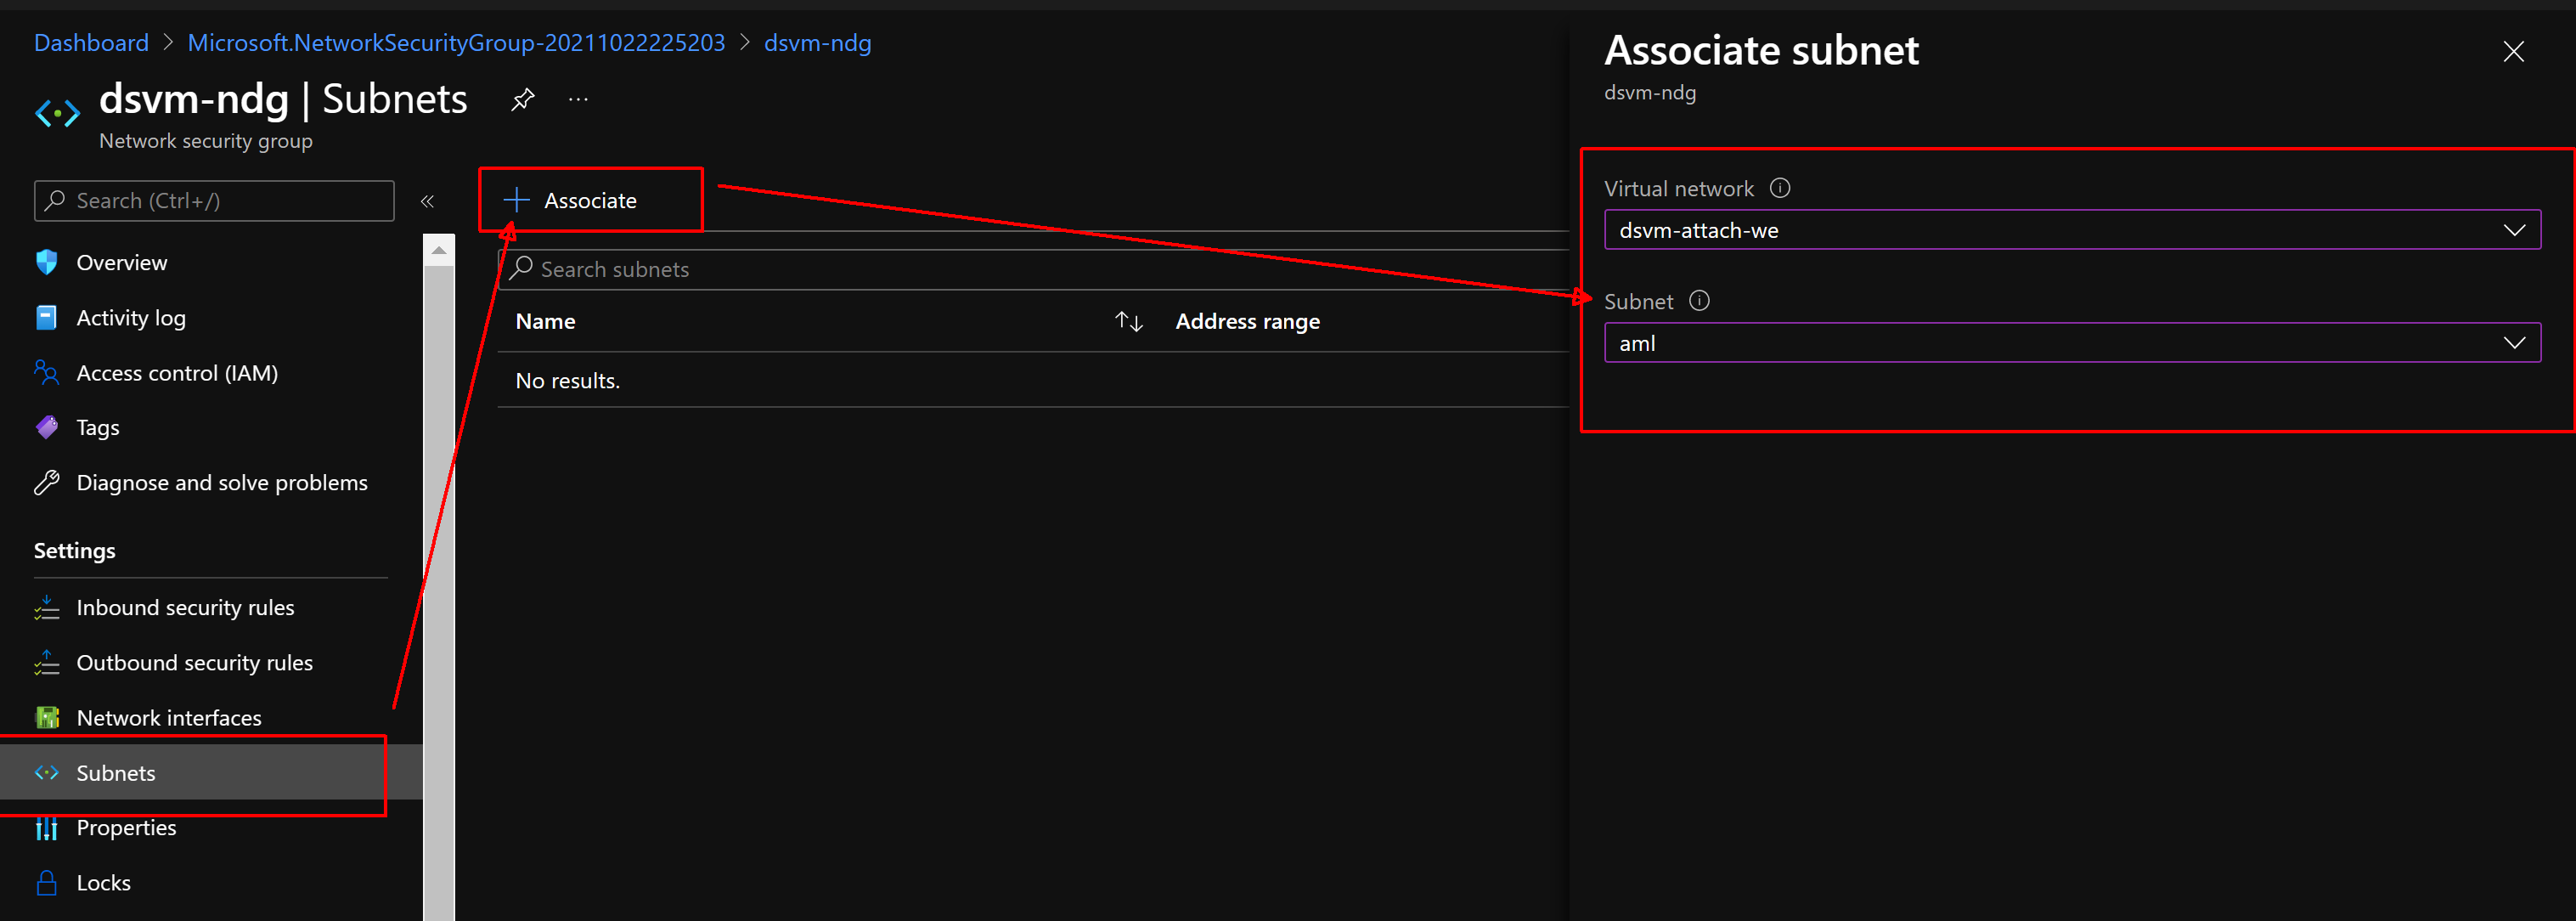 Dashboard > Microsoft.NetworkSecurityGroup-20211022225203 > dsvm-ndg
dsvm-ndg | Subnets ...
Network security group
Search (Ctrl+/) «
Overview
Activity log
Access control (IAM)
Tags
Diagnose and solve problems
Settings
Inbound security rules
Outbound security rules
Network interfaces
Subnets
Properties
Locks
+ Associate
Search subnets
Name ↑↓ Address range
No results.
Associate subnet
dsvm-ndg
Virtual network
dsvm-attach-we
Subnet
aml